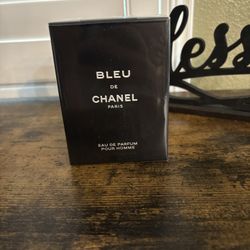 BLEU
DE
CHANEL
PARIS
EAU DE PARFUM
POUR HOMME